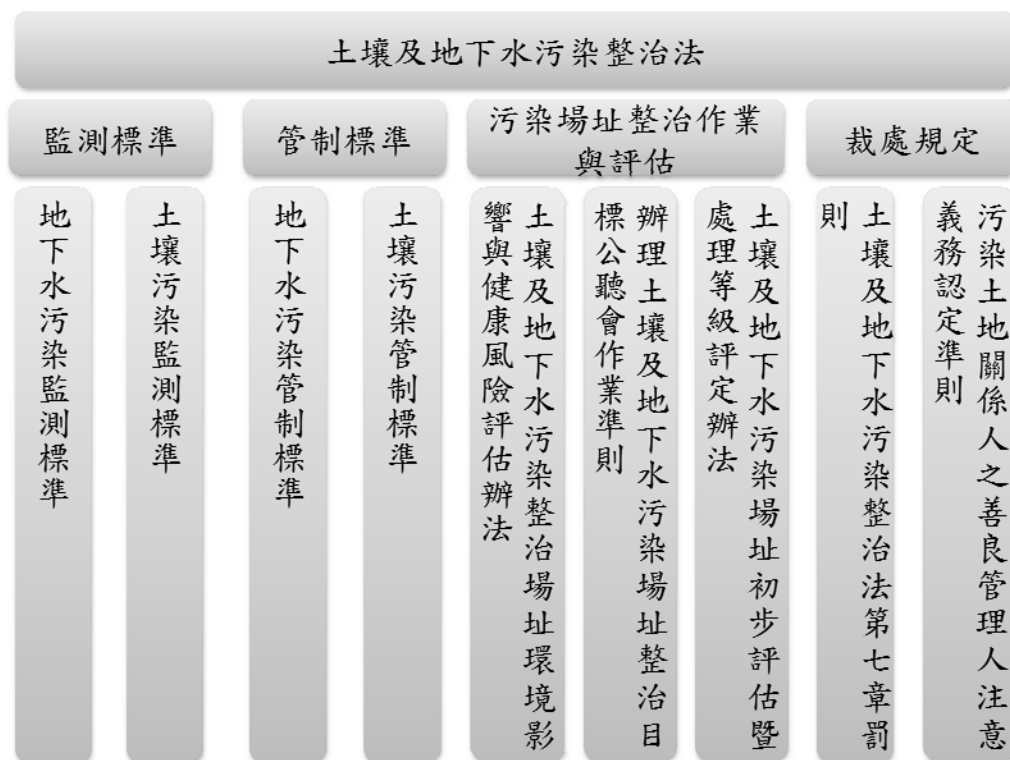 土壤及地下水污染整治法
監測標準
管制標準
污染場址整治作業
與評估
裁處規定
地下水污染監測標準
土壤污染監測標準
地下水污染管制標準
土壤污染管制標準
土壤及地下水污染整治場址環境影
響與健康風險評估辦法
辦理土壤及地下水污染場址整治目
標公聽會作業準則
土壤及地下水污染場址初步評估暨
處理等級評定辦法
土壤及地下水污染整治法第七章罰
則
污染土地關係人之善良管理人注意
義務認定準則